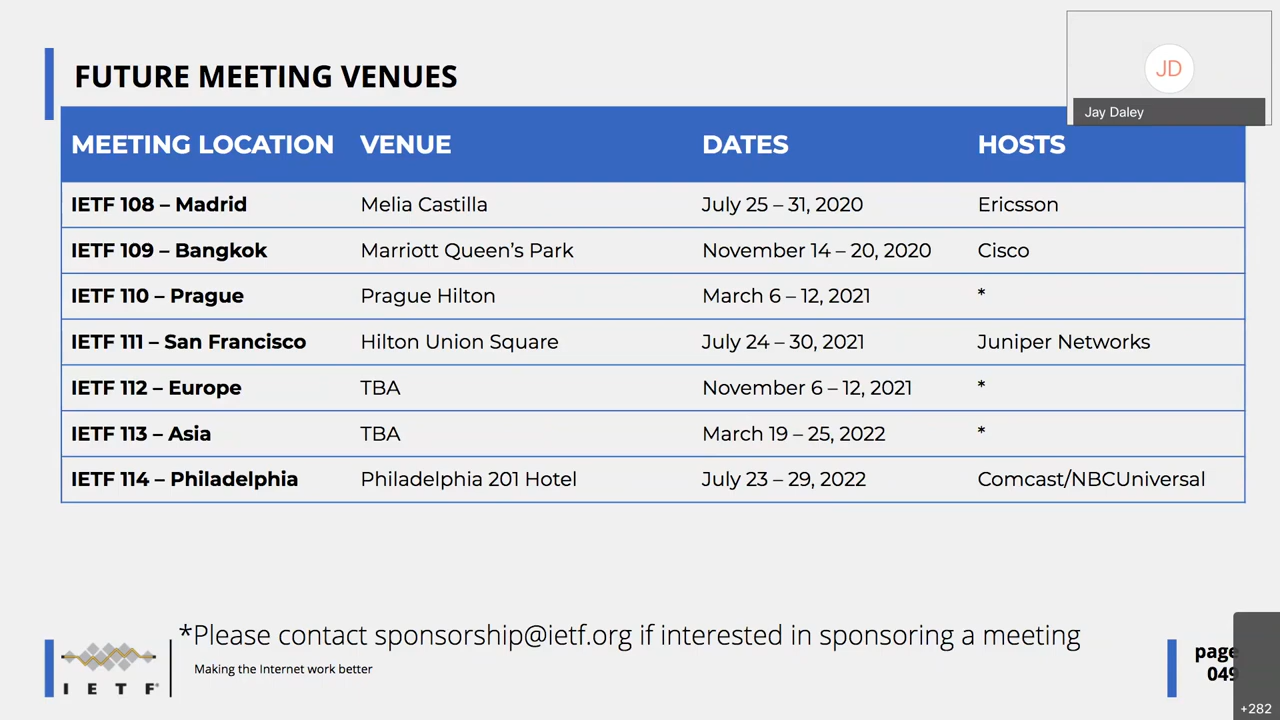 FUTURE MEETING VENUES
JD
Jay Daley
MEETING LOCATION VENUE DATES HOSTS
IETF 108 – Madrid Melia Castilla July 25 – 31, 2020 Ericsson
IETF 109 – Bangkok Marriott Queen’s Park November 14 – 20, 2020 Cisco
IETF 110 – Prague Prague Hilton March 6 – 12, 2021 *
IETF 111 – San Francisco Hilton Union Square July 24 – 30, 2021 Juniper Networks
IETF 112 – Europe TBA November 6 – 12, 2021 *
IETF 113 – Asia TBA March 19 – 25, 2022 *
IETF 114 – Philadelphia Philadelphia 201 Hotel July 23 – 29, 2022 Comcast/NBCUniversal
*Please contact sponsorship@ietf.org if interested in sponsoring a meeting
Making the Internet work better
I E T F®
page
049
+282